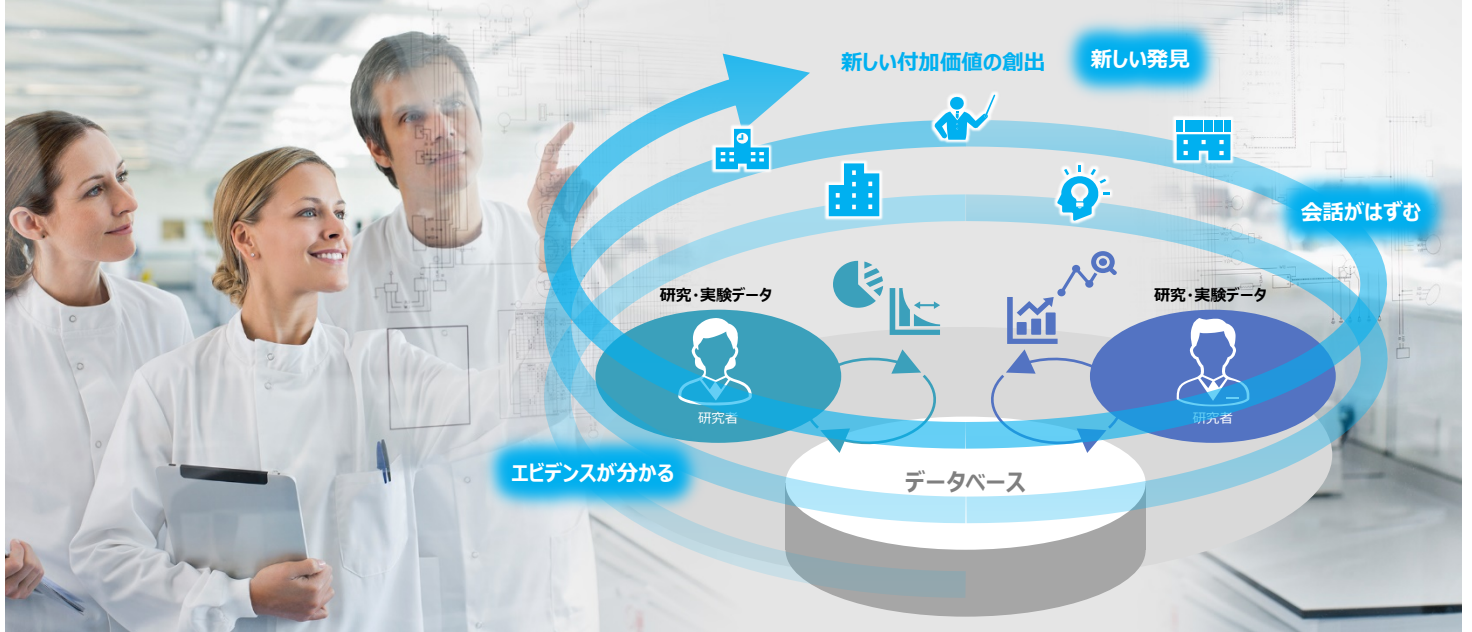 新しい付加価値の創出
新しい発見
会話がはずむ
研究・実験データ
研究・実験データ
研究者
研究者
エビデンスが分かる
データベース